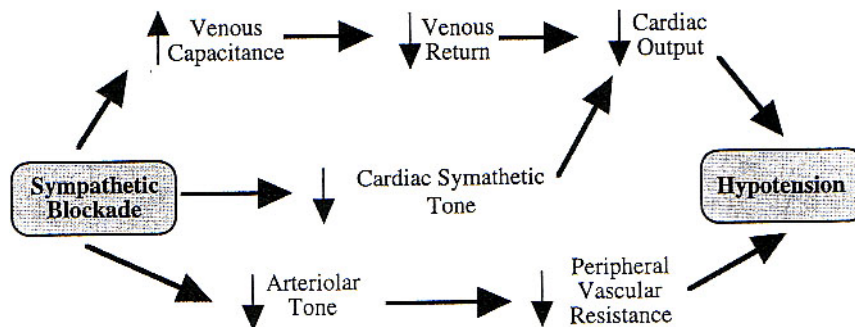 Venous
Capacitance
Venous
Return
Cardiac
Output
Sympathetic
Blockade
Cardiac Symathetic
Tone
Hypotension
Arteriolar
Tone
Peripheral
Vascular
Resistance